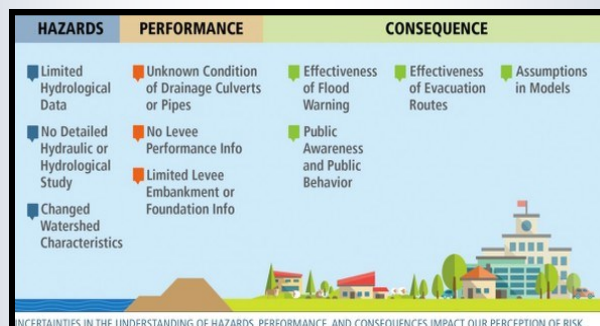 HAZARDS
PERFORMANCE
CONSEQUENCE
Limited
Hydrological
Data
No Detailed
Hydraulic or
Hydrological
Study
Changed
Watershed
Characteristics
Unknown Condition
of Drainage Culverts
or Pipes
No Levee
Performance Info
Limited Levee
Embankment or
Foundation Info
Effectiveness
of Flood
Warning
Public
Awareness
and Public
Behavior
Effectiveness
of Evacuation
Routes
Assumptions
in Models
UNCERTAINTIES IN THE UNDERSTANDING OF HAZARDS, PERFORMANCE, AND CONSEQUENCES IMPACT OUR PERCEPTION OF RISK